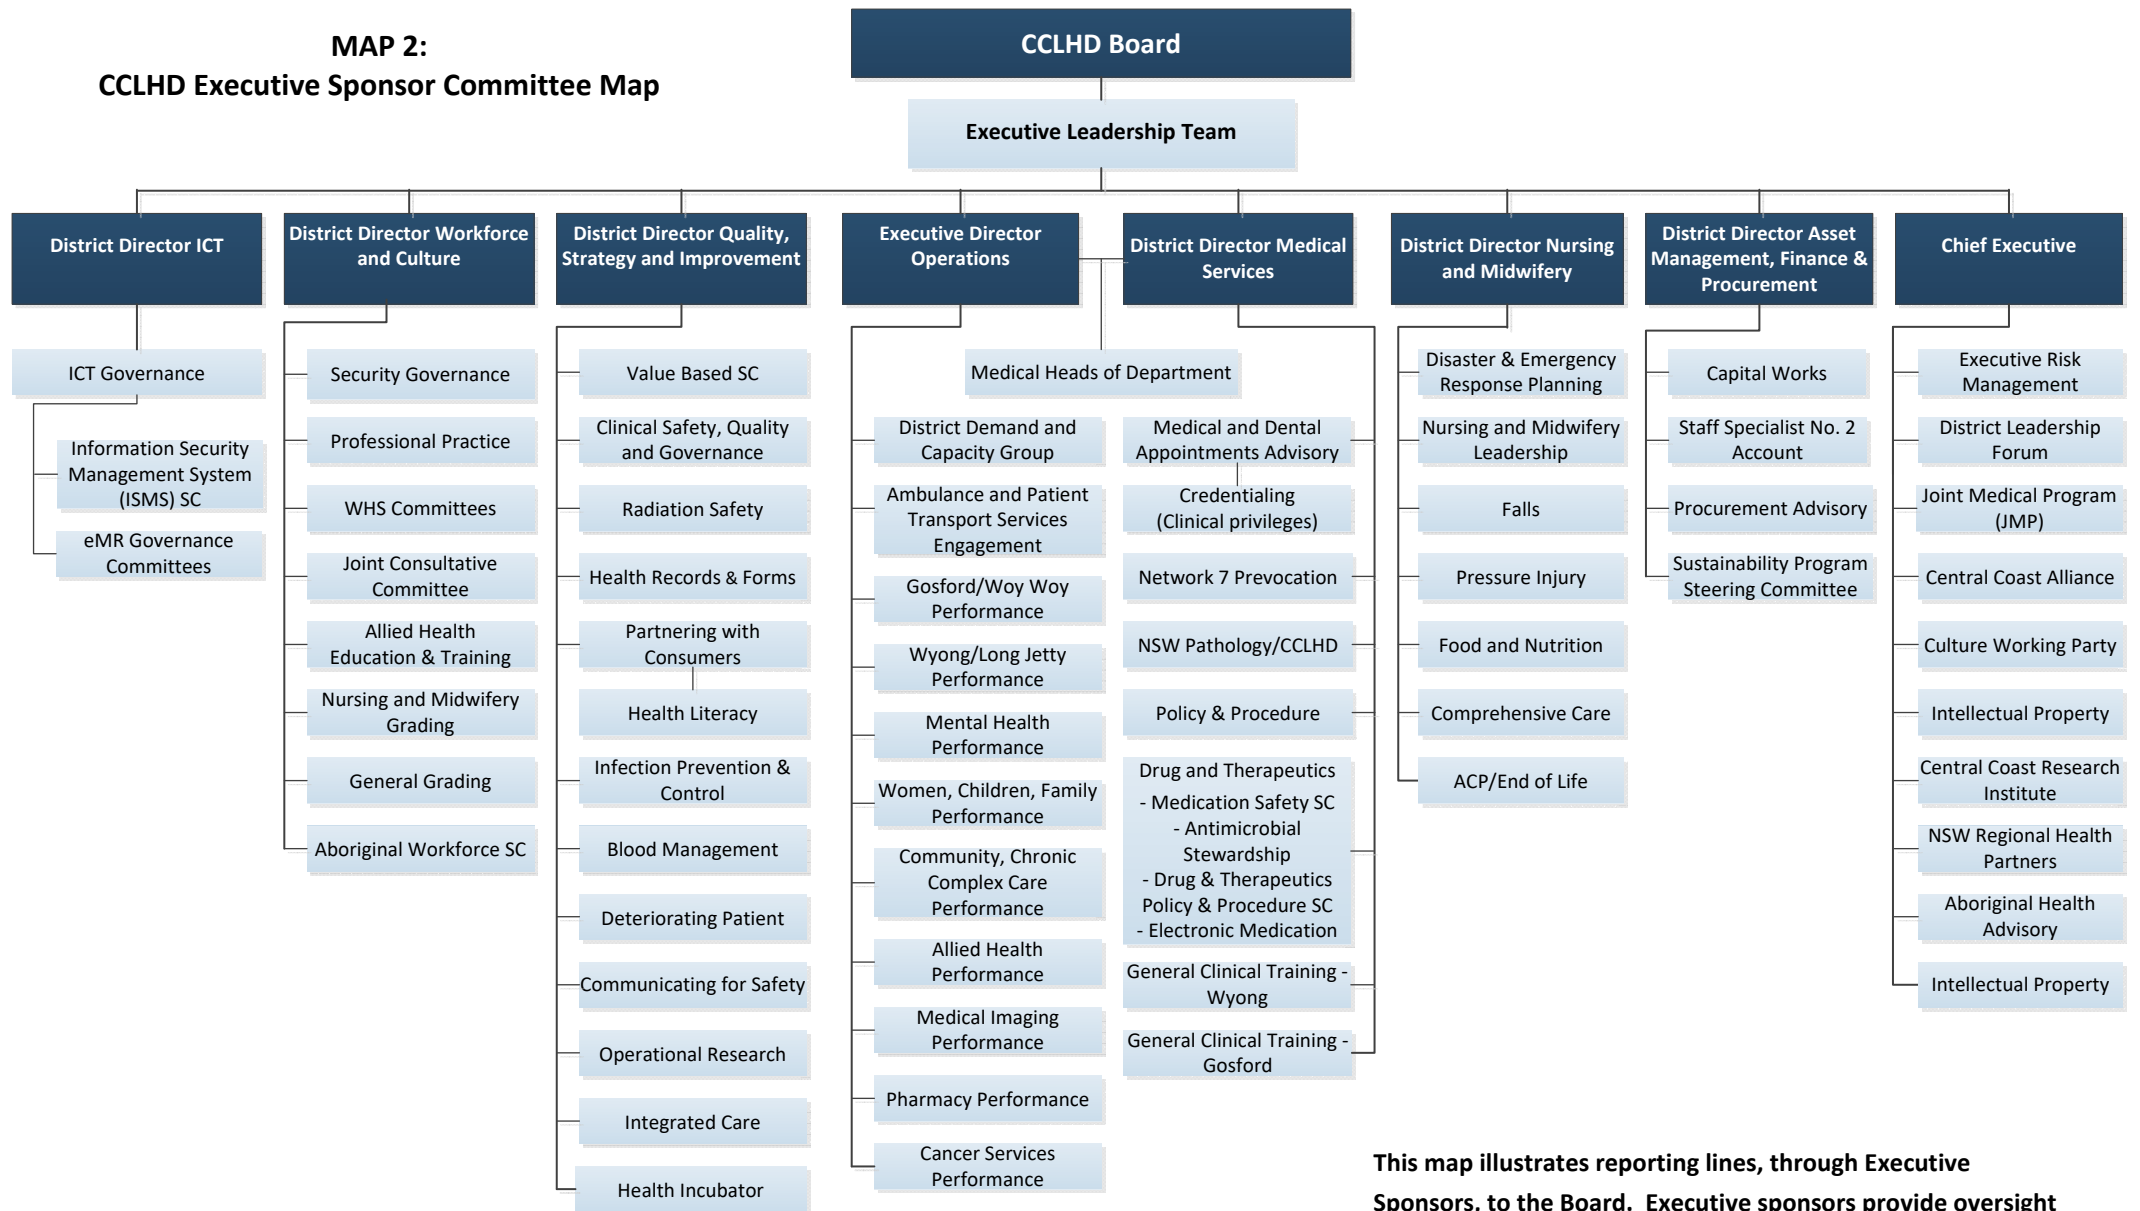 MAP 2:
CCLHD Executive Sponsor Committee Map
CCLHD Board
Executive Leadership Team
District Director ICT
ICT Governance
Information Security
Management System
(ISMS) SC
eMR Governance
Committees
District Director Workforce
and Culture
Security Governance
Professional Practice
WHS Committees
Joint Consultative
Committee
Allied Health
Education & Training
Nursing and Midwifery
Grading
General Grading
Aboriginal Workforce SC
District Director Quality,
Strategy and Improvement
Value Based SC
Clinical Safety, Quality
and Governance
Radiation Safety
Health Records & Forms
Partnering with
Consumers
Health Literacy
Infection Prevention &
Control
Blood Management
Deteriorating Patient
Communicating for Safety
Operational Research
Integrated Care
Health Incubator
Executive Director
Operations
Medical Heads of Department
District Demand and
Capacity Group
Ambulance and Patient
Transport Services
Engagement
Gosford/Woy Woy
Performance
Wyong/Long Jetty
Performance
Mental Health
Performance
Women, Children, Family
Performance
Community, Chronic
Complex Care
Performance
Allied Health
Performance
Medical Imaging
Performance
Pharmacy Performance
Cancer Services
Performance
District Director Medical
Services
Medical and Dental
Appointments Advisory
Credentialing
(Clinical privileges)
Network 7 Prevocation
NSW Pathology/CCLHD
Policy & Procedure
Drug and Therapeutics
- Medication Safety SC
- Antimicrobial
Stewardship
- Drug & Therapeutics
Policy & Procedure SC
- Electronic Medication
General Clinical Training -
Wyong
General Clinical Training -
Gosford
District Director Nursing
and Midwifery
Disaster & Emergency
Response Planning
Nursing and Midwifery
Leadership
Falls
Pressure Injury
Food and Nutrition
Comprehensive Care
ACP/End of Life
District Director Asset
Management, Finance &
Procurement
Capital Works
Staff Specialist No. 2
Account
Procurement Advisory
Sustainability Program
Steering Committee
Chief Executive
Executive Risk
Management
District Leadership
Forum
Joint Medical Program
(JMP)
Central Coast Alliance
Culture Working Party
Intellectual Property
Central Coast Research
Institute
NSW Regional Health
Partners
Aboriginal Health
Advisory
Intellectual Property
This map illustrates reporting lines, through Executive
Sponsors, to the Board. Executive sponsors provide oversight